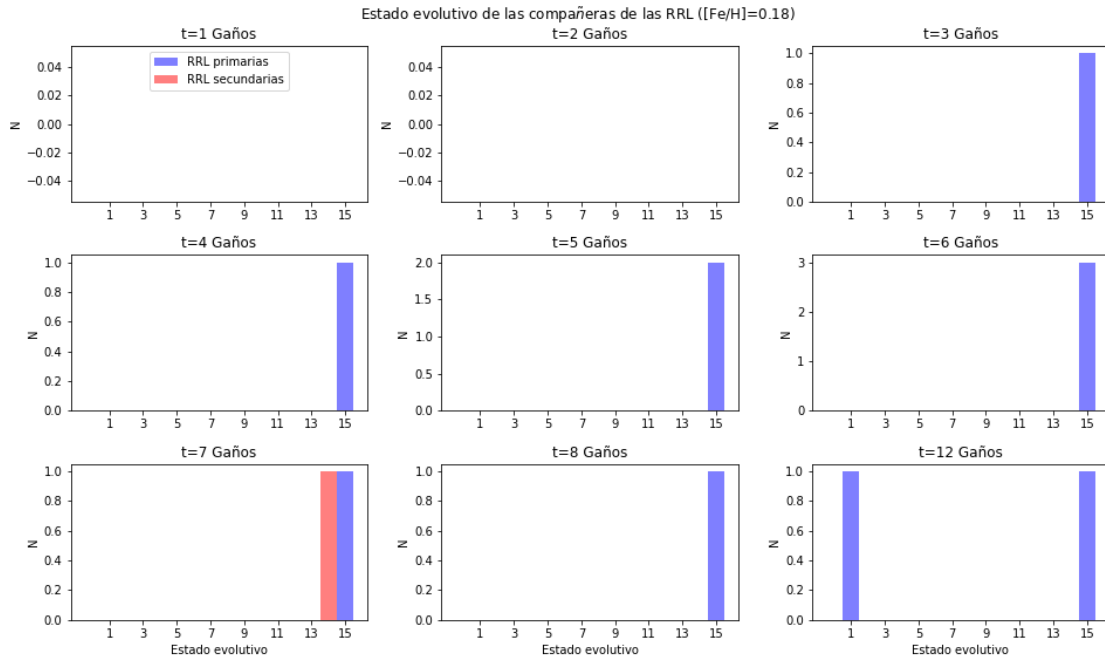 Estado evolutivo de las compañeras de las RRL ([Fe/H]=0.18)
t=1 Gaños
t=2 Gaños
t=3 Gaños
RRL primarias
RRL secundarias
N
0.04
0.02
0.00
−0.02
−0.04
1 3 5 7 9 11 13 15
N
0.04
0.02
0.00
−0.02
−0.04
1 3 5 7 9 11 13 15
N
1.0
0.8
0.6
0.4
0.2
0.0
1 3 5 7 9 11 13 15
t=4 Gaños
N
1.0
0.8
0.6
0.4
0.2
0.0
1 3 5 7 9 11 13 15
t=5 Gaños
N
2.0
1.5
1.0
0.5
0.0
1 3 5 7 9 11 13 15
t=6 Gaños
N
3
2
1
0
1 3 5 7 9 11 13 15
t=7 Gaños
N
1.0
0.8
0.6
0.4
0.2
0.0
1 3 5 7 9 11 13 15
Estado evolutivo
t=8 Gaños
N
1.0
0.8
0.6
0.4
0.2
0.0
1 3 5 7 9 11 13 15
Estado evolutivo
t=12 Gaños
N
1.0
0.8
0.6
0.4
0.2
0.0
1 3 5 7 9 11 13 15
Estado evolutivo